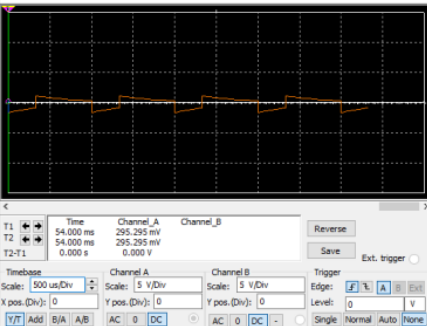 Time Channel_A Channel_B
T1 54.000 ms 295.295 mV
T2 54.000 ms 295.295 mV
T2-T1 0.000 s 0.000 V
Reverse
Save
Ext. trigger
Timebase
Scale: 500 us/Div
X pos.(Div): 0
Y/T Add B/A A/B
Channel A
Scale: 5 V/Div
Y pos.(Div): 0
AC 0 DC
Channel B
Scale: 5 V/Div
Y pos.(Div): 0
AC 0 DC -
Trigger
Edge: A B Ext
Level: 0 V
Single Normal Auto None